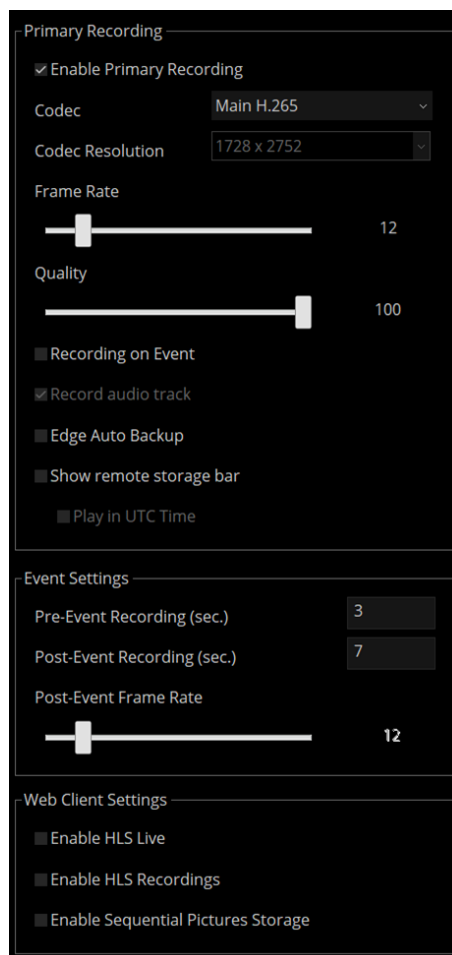 Primary Recording
Enable Primary Recording
Codec Main H.265
Codec Resolution 1728 x 2752
Frame Rate
12
Quality
100
Recording on Event
Record audio track
Edge Auto Backup
Show remote storage bar
Play in UTC Time
Event Settings
Pre-Event Recording (sec.) 3
Post-Event Recording (sec.) 7
Post-Event Frame Rate
12
Web Client Settings
Enable HLS Live
Enable HLS Recordings
Enable Sequential Pictures Storage